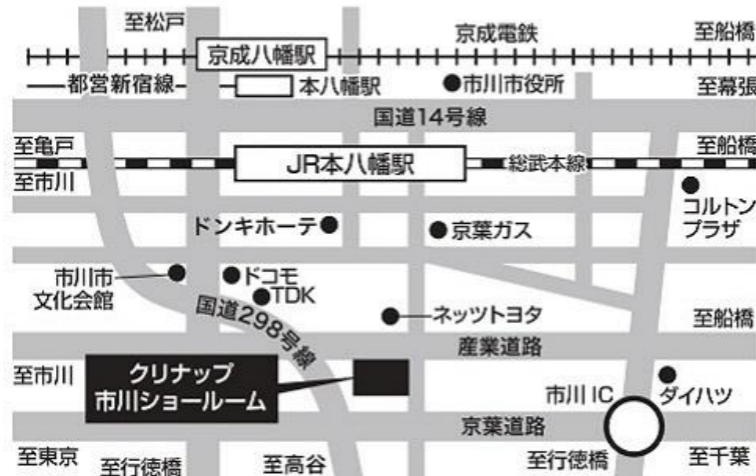 至松戸
京成八幡駅
京成電鉄
至船橋
都営新宿線
本八幡駅
市川市役所
至幕張
国道14号線
至亀戸
至船橋
JR本八幡駅
総武本線
至市川
コルトン
プラザ
ドンキホーテ
京葉ガス
市川市
文化会館
ドコモ
TDK
国道298号線
ネッツトヨタ
至船橋
産業道路
至市川
クリナップ
市川ショールーム
市川IC
ダイハツ
京葉道路
至東京
至行徳橋
至高谷
至行徳橋
至千葉